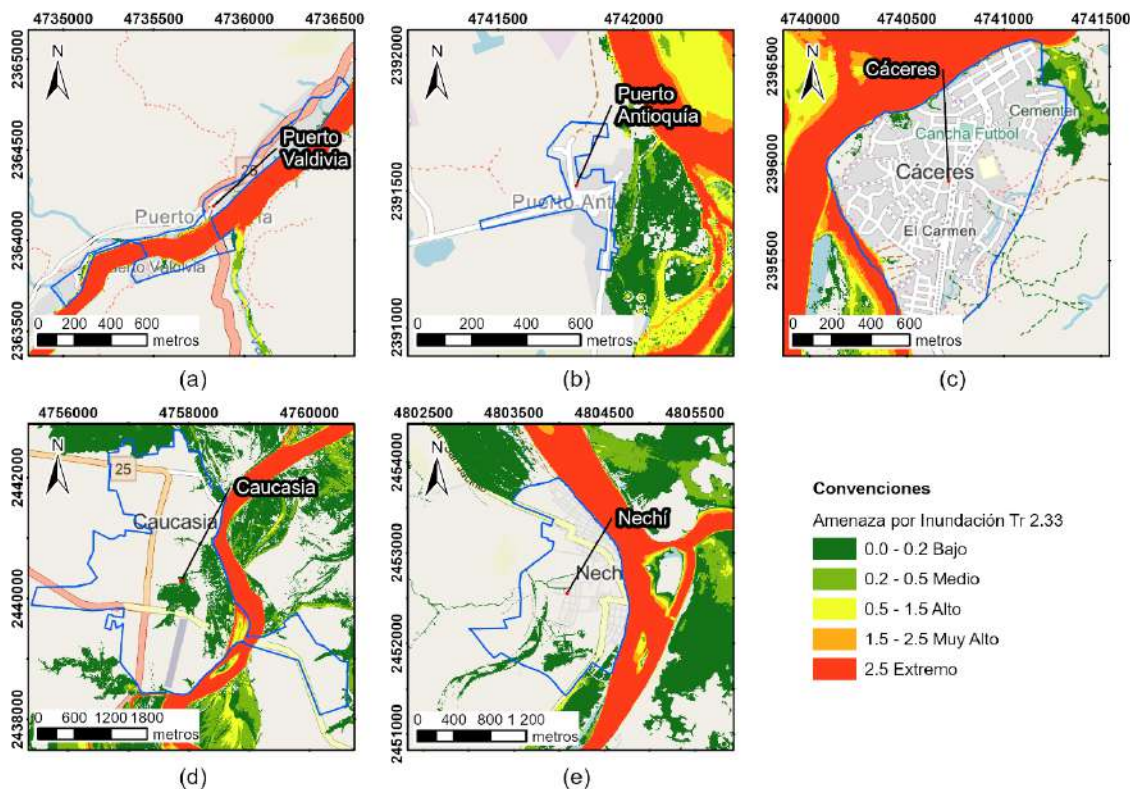 4735000 4735500 4736000 4736500
2365000
2364500
2364000
2363500
N
Puerto
Valdivia
25
Puerto
Valdivia
0 200 400 600
metros
(a)
4741500 4742000
2392000
2391500
2391000
N
Puerto
Antioquía
Puerto Anti
0 200 400 600
metros
(b)
4740000 4740500 4741000 4741500
2396500
2396000
2395500
N
Cáceres
Cementer
Cancha Futbol
Cáceres
El Carmen
0 200 400 600
metros
(c)
4756000 4758000 4760000
2442000
2440000
2438000
N
25
Caucasia
Caucasia
0 600 1200 1800
metros
(d)
4802500 4803500 4804500 4805500
2454000
2453000
2452000
2451000
N
Nechí
Nech
0 400 800 1 200
metros
(e)
Convenciones
Amenaza por Inundación Tr 2.33
0.0 - 0.2 Bajo
0.2 - 0.5 Medio
0.5 - 1.5 Alto
1.5 - 2.5 Muy Alto
2.5 Extremo